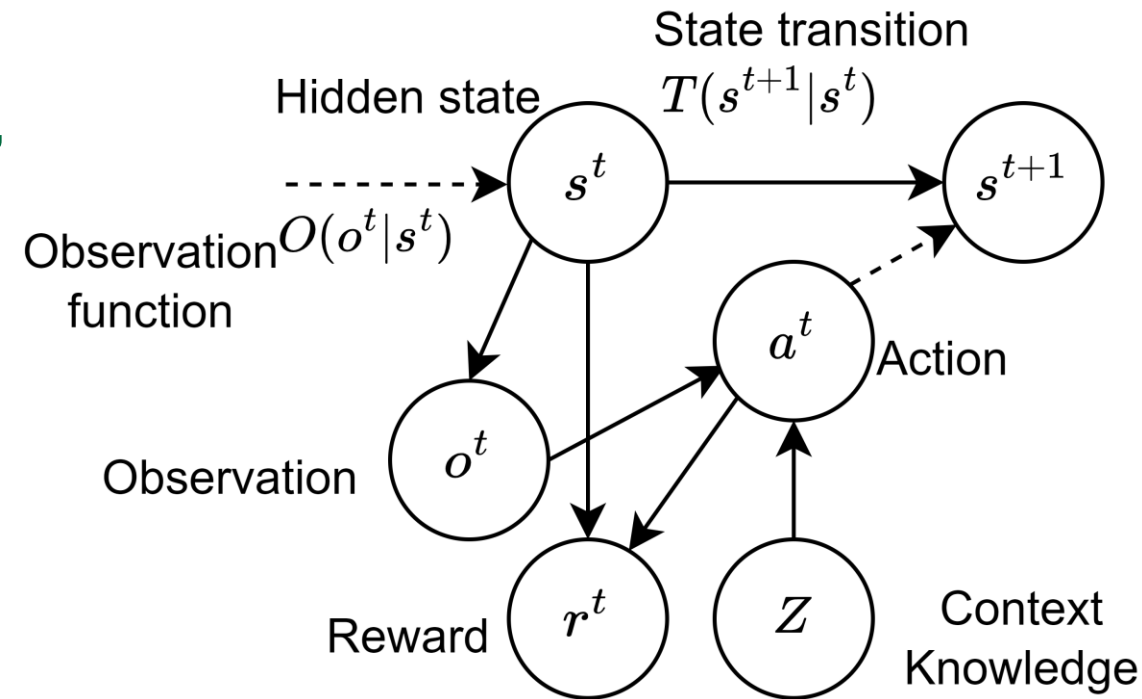 State transition
Hidden state
T(s^{t+1}|s^t)
s^t
s^{t+1}
O(o^t|s^t)
Observation
function
a^t
Action
o^t
Observation
r^t
Reward
Z
Context
Knowledge